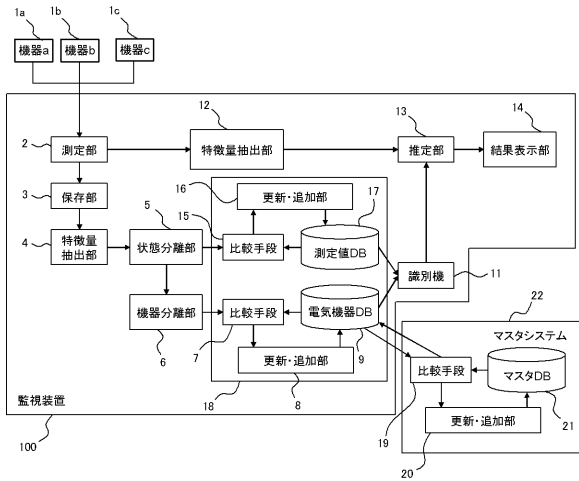 1a
1b
1c
機器a
機器b
機器c
12
13
14
2
測定部
特徴量抽出部
推定部
結果表示部
3
保存部
16
更新・追加部
17
5
15
4
特徴量
抽出部
状態分離部
比較手段
測定値DB
識別機
11
機器分離部
比較手段
電気機器DB
22
6
7
9
マスタシステム
更新・追加部
比較手段
マスタDB
18
8
19
監視装置
更新・追加部
21
100
20